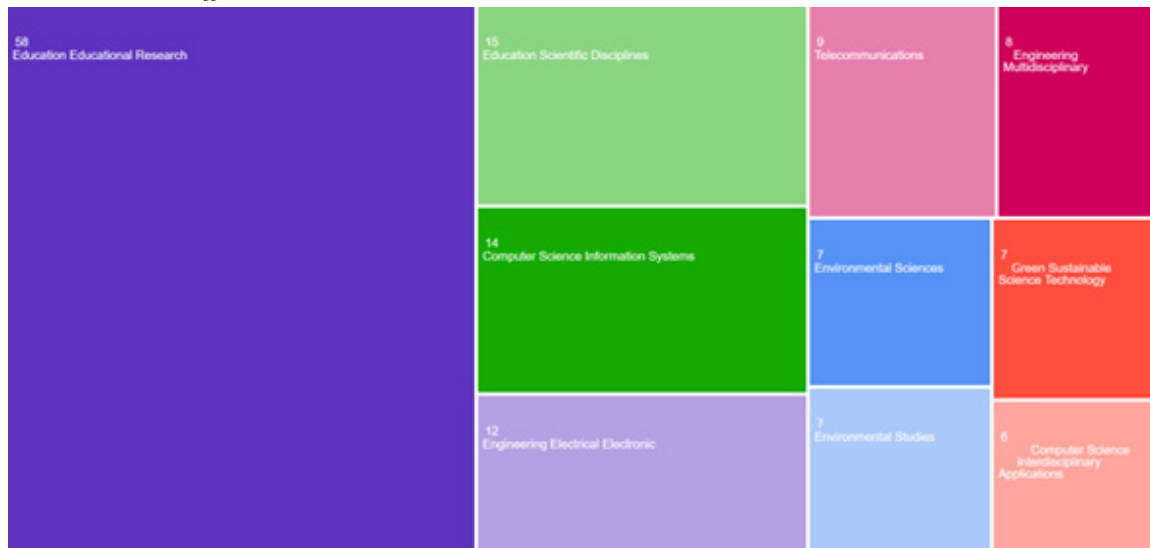 58
Education Educational Research
15
Education Scientific Disciplines
9
Telecommunications
8
Engineering
Multidisciplinary
14
Computer Science Information Systems
7
Environmental Sciences
7
Green Sustainable
Science Technology
12
Engineering Electrical Electronic
7
Environmental Studies
6
Computer Science
Interdisciplinary
Applications